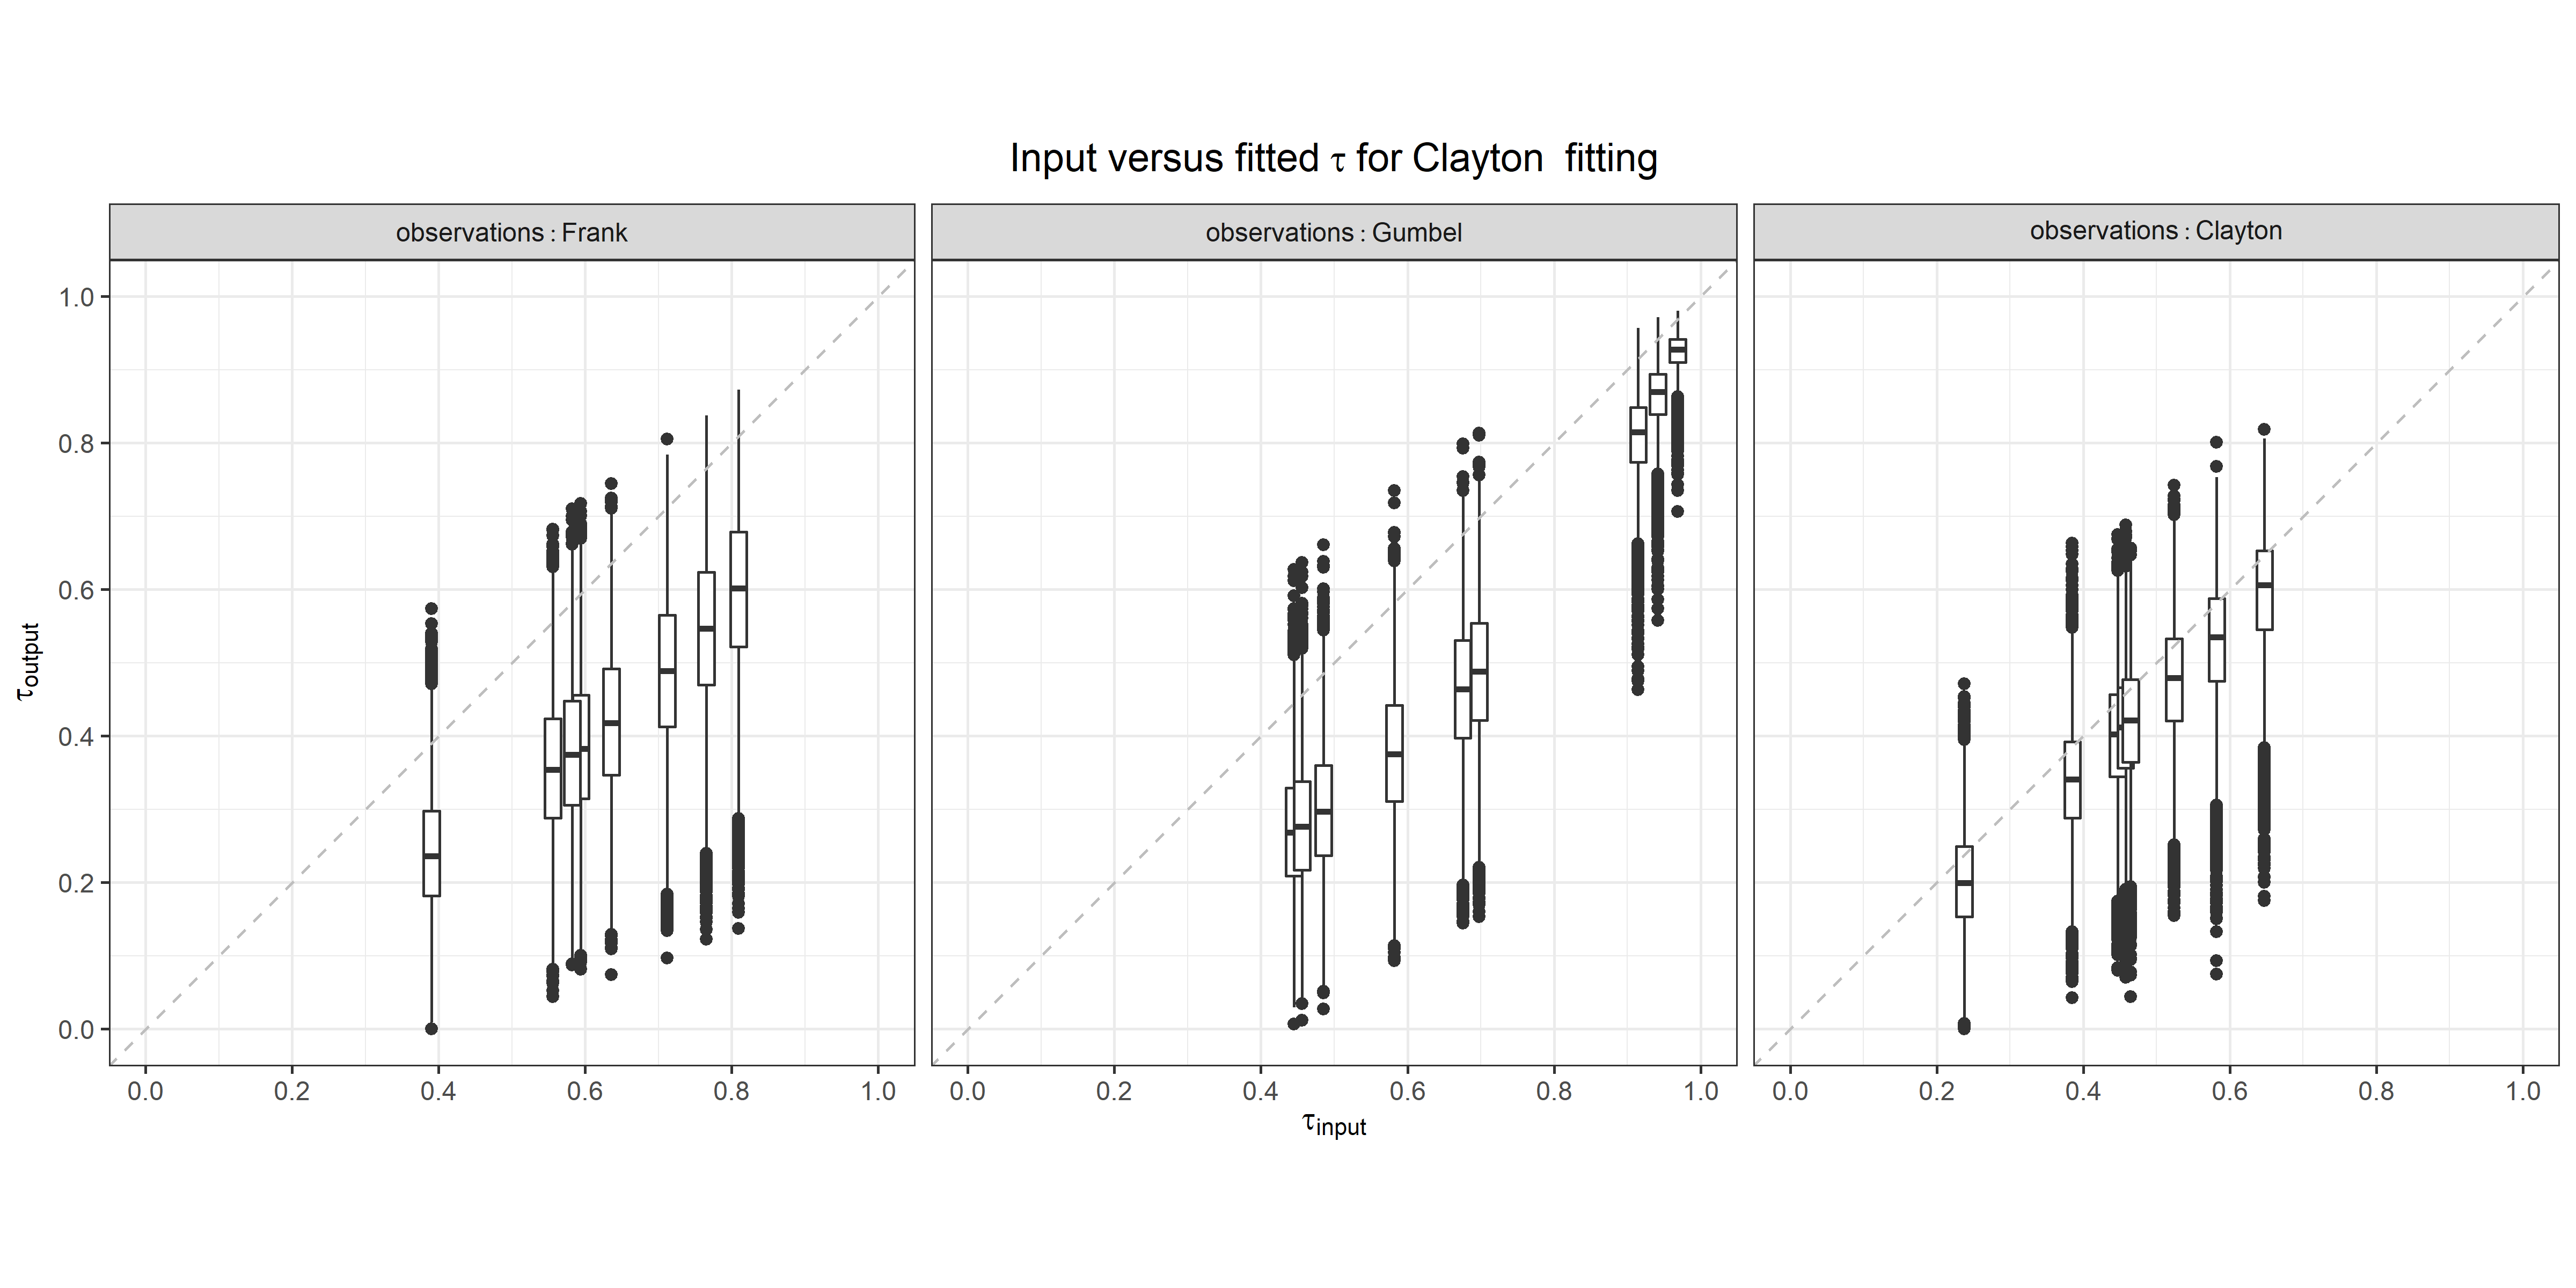 Input versus fitted τ for Clayton  fitting
observations : Frank
observations : Gumbel
observations : Clayton
τoutput
1.0
0.8
0.6
0.4
0.2
0.0
0.0 0.2 0.4 0.6 0.8 1.0
0.0 0.2 0.4 0.6 0.8 1.0
0.0 0.2 0.4 0.6 0.8 1.0
τinput